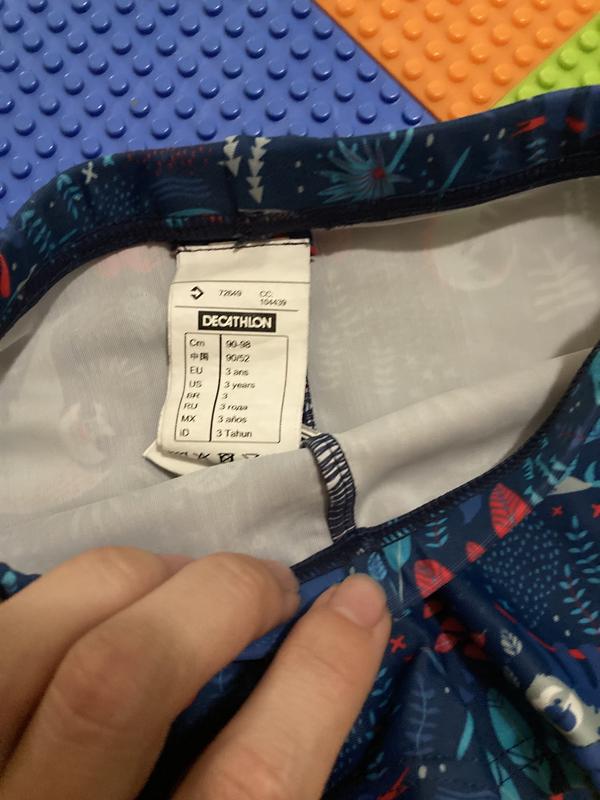 72649 CC:
104439
DECATHLON
Cm 90-98
中国 90/52
EU 3 ans
US 3 years
BR 3
RU 3 года
MX 3 años
ID 3 Tahun